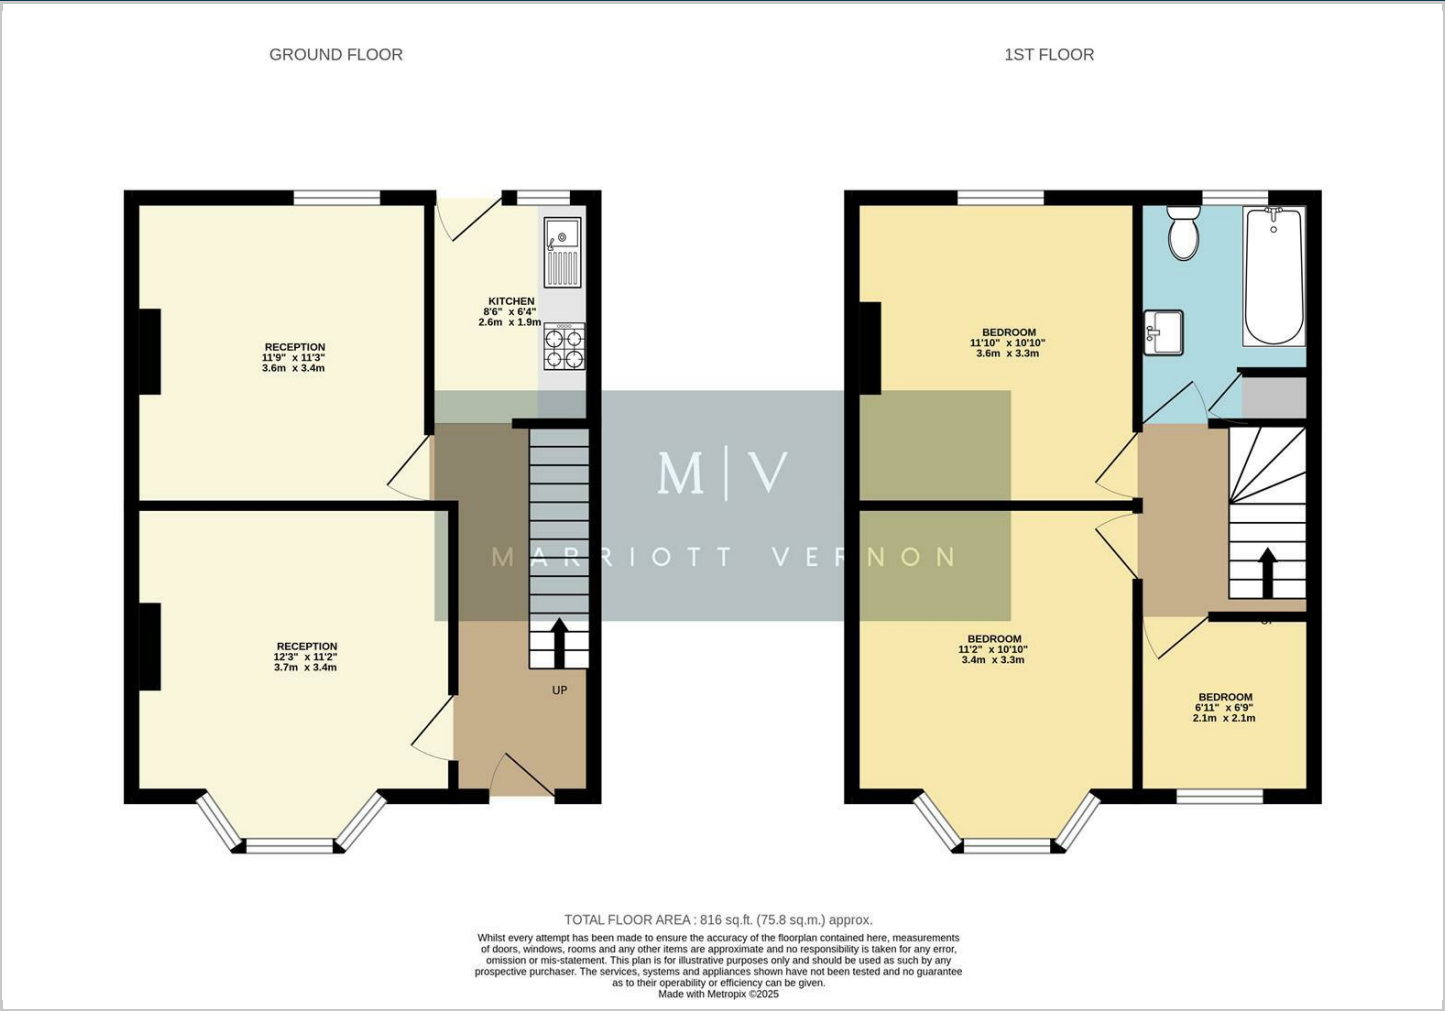 GROUND FLOOR
1ST FLOOR
RECEPTION
11'9" x 11'3"
3.6m x 3.4m
KITCHEN
8'6" x 6'4"
2.6m x 1.9m
RECEPTION
12'3" x 11'2"
3.7m x 3.4m
UP
BEDROOM
11'10" x 10'10"
3.6m x 3.3m
BEDROOM
11'2" x 10'10"
3.4m x 3.3m
BEDROOM
6'11" x 6'9"
2.1m x 2.1m
M|V
MARRIOTT VERNON
TOTAL FLOOR AREA : 816 sq.ft. (75.8 sq.m.) approx.
Whilst every attempt has been made to ensure the accuracy of the floorplan contained here, measurements
of doors, windows, rooms and any other items are approximate and no responsibility is taken for any error,
omission or mis-statement. This plan is for illustrative purposes only and should be used as such by any
prospective purchaser. The services, systems and appliances shown have not been tested and no guarantee
as to their operability or efficiency can be given.
Made with Metropix ©2025